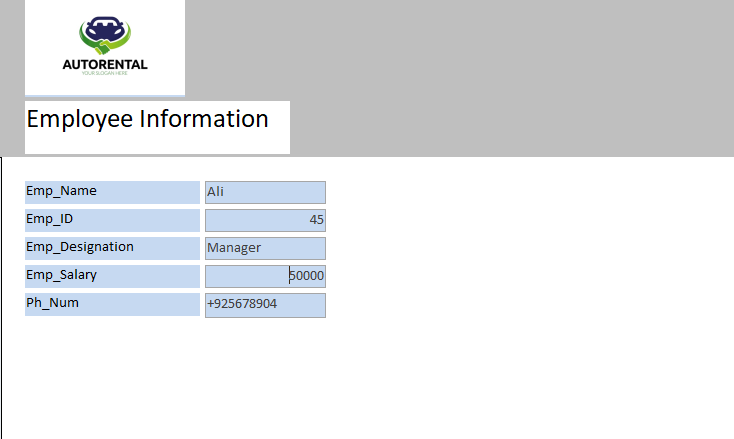 AUTORENTAL
YOUR SLOGAN HERE
Employee Information
Emp_Name Ali
Emp_ID 45
Emp_Designation Manager
Emp_Salary 50000
Ph_Num +925678904